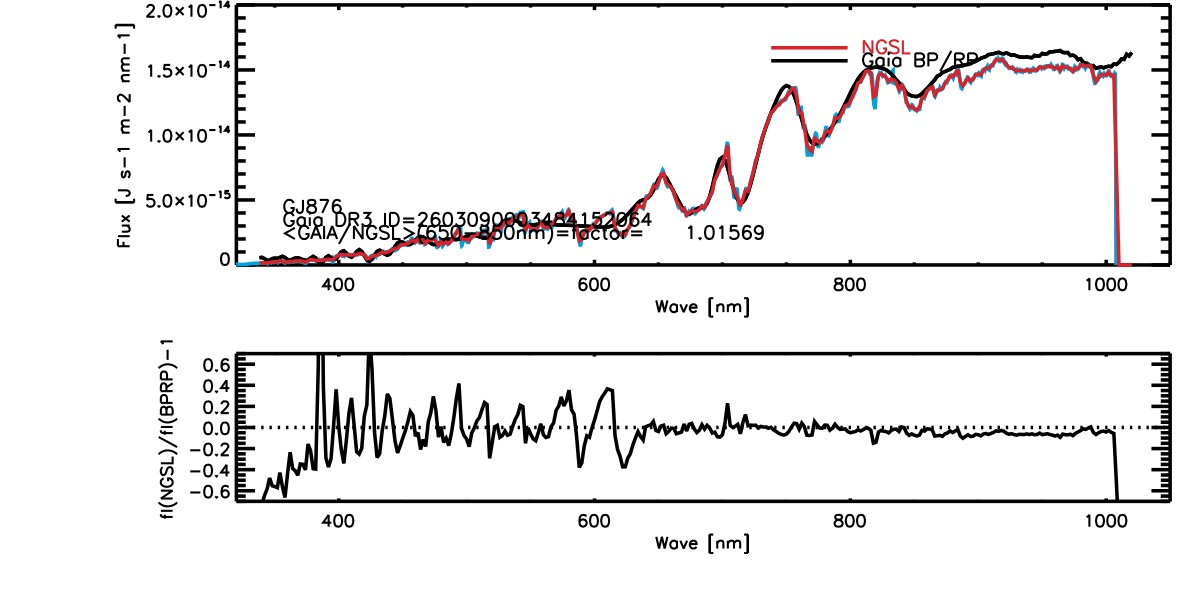 2.0×10⁻¹⁴
1.5×10⁻¹⁴
1.0×10⁻¹⁴
5.0×10⁻¹⁵
0
Flux [J s−1 m−2 nm−1]
NGSL
Gaia BP/RP
GJ876
Gaia DR3 ID=
<GAIA/NGSL>(650−850nm)=factor= 1.01569
400 600 800 1000
Wave [nm]
0.6
0.4
0.2
0.0
−0.2
−0.4
−0.6
fl(NGSL)/fl(BPRP)−1
400 600 800 1000
Wave [nm]